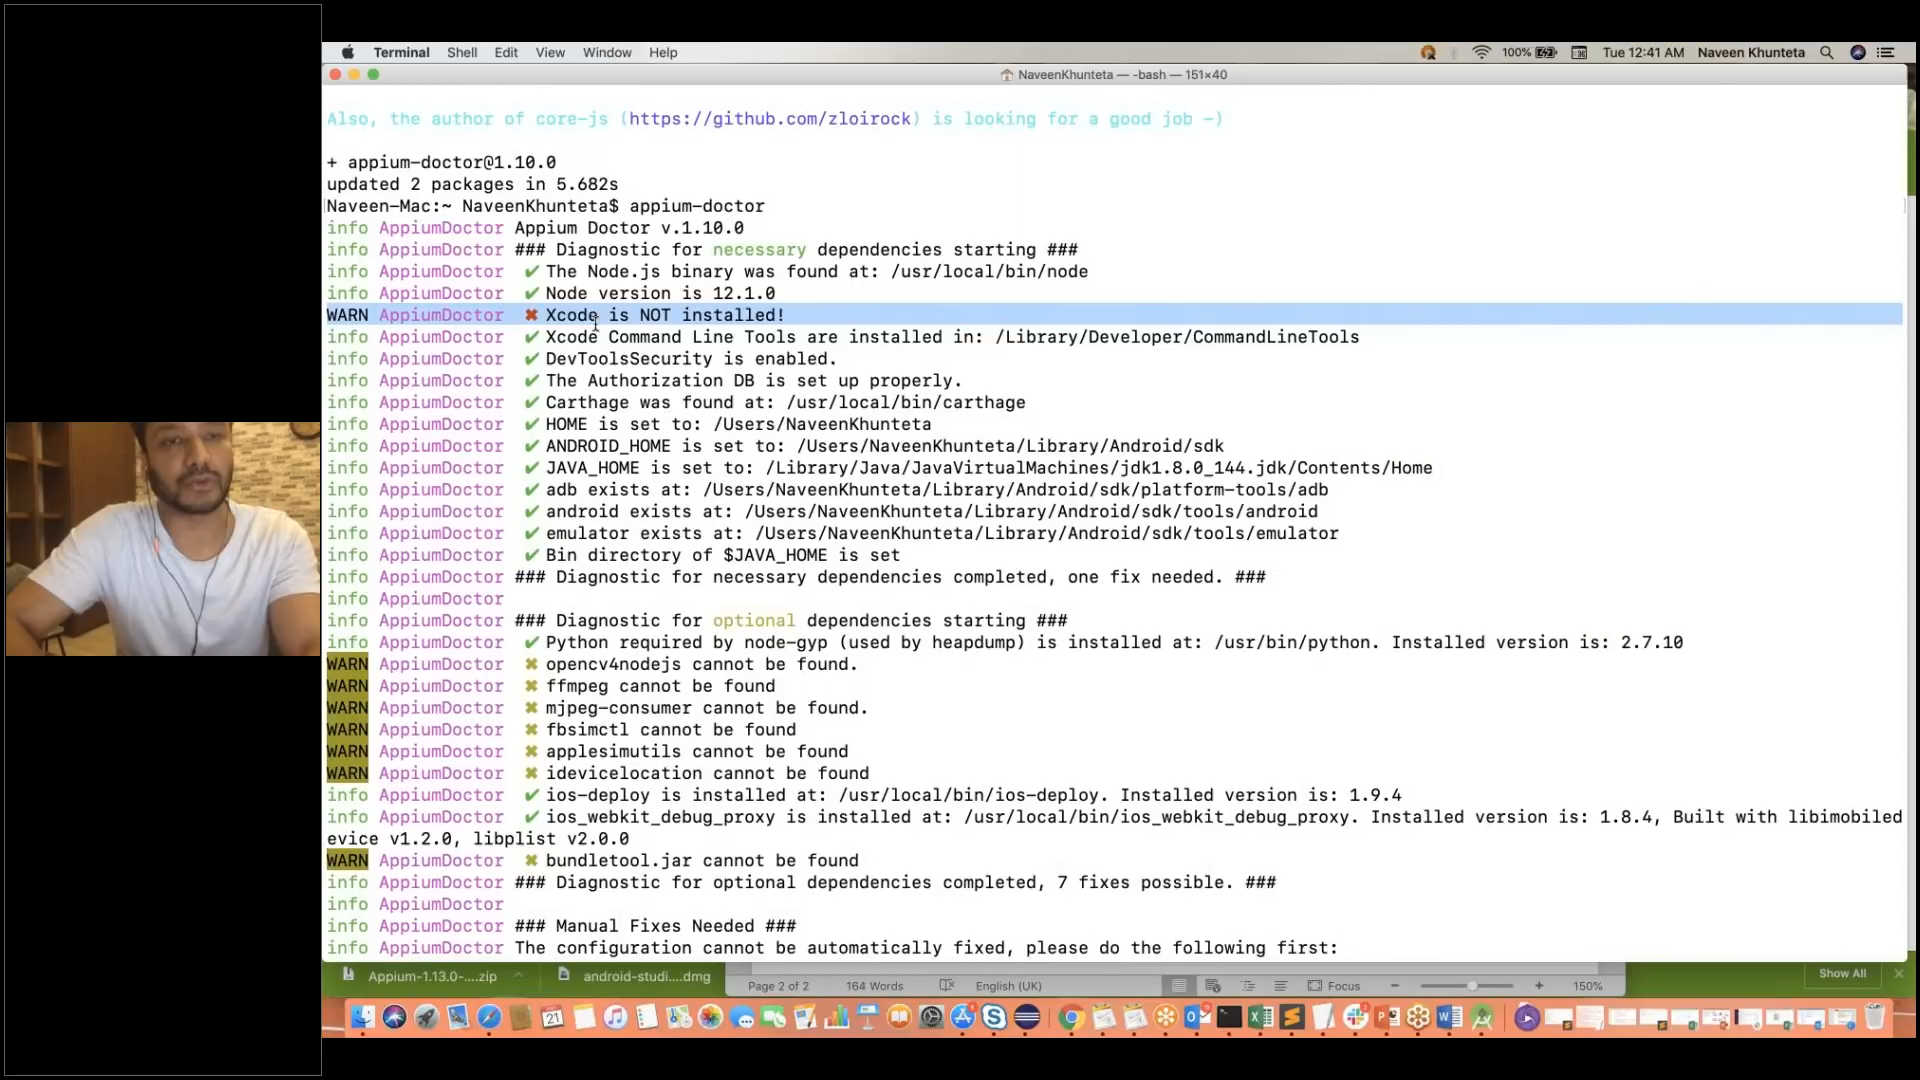 Terminal Shell Edit View Window Help 100% Tue 12:41 AM Naveen Khunteta
NaveenKhunteta — -bash — 151×40
Also, the author of core-js (https://github.com/zloirock) is looking for a good job -)
+ appium-doctor@1.10.0
updated 2 packages in 5.682s
Naveen-Mac:~ NaveenKhunteta$ appium-doctor
info AppiumDoctor Appium Doctor v.1.10.0
info AppiumDoctor ### Diagnostic for necessary dependencies starting ###
info AppiumDoctor ✔ The Node.js binary was found at: /usr/local/bin/node
info AppiumDoctor ✔ Node version is 12.1.0
WARN AppiumDoctor ✖ Xcode is NOT installed!
info AppiumDoctor ✔ Xcode Command Line Tools are installed in: /Library/Developer/CommandLineTools
info AppiumDoctor ✔ DevToolsSecurity is enabled.
info AppiumDoctor ✔ The Authorization DB is set up properly.
info AppiumDoctor ✔ Carthage was found at: /usr/local/bin/carthage
info AppiumDoctor ✔ HOME is set to: /Users/NaveenKhunteta
info AppiumDoctor ✔ ANDROID_HOME is set to: /Users/NaveenKhunteta/Library/Android/sdk
info AppiumDoctor ✔ JAVA_HOME is set to: /Library/Java/JavaVirtualMachines/jdk1.8.0_144.jdk/Contents/Home
info AppiumDoctor ✔ adb exists at: /Users/NaveenKhunteta/Library/Android/sdk/platform-tools/adb
info AppiumDoctor ✔ android exists at: /Users/NaveenKhunteta/Library/Android/sdk/tools/android
info AppiumDoctor ✔ emulator exists at: /Users/NaveenKhunteta/Library/Android/sdk/tools/emulator
info AppiumDoctor ✔ Bin directory of $JAVA_HOME is set
info AppiumDoctor ### Diagnostic for necessary dependencies completed, one fix needed. ###
info AppiumDoctor
info AppiumDoctor ### Diagnostic for optional dependencies starting ###
info AppiumDoctor ✔ Python required by node-gyp (used by heapdump) is installed at: /usr/bin/python. Installed version is: 2.7.10
WARN AppiumDoctor ✖ opencv4nodejs cannot be found.
WARN AppiumDoctor ✖ ffmpeg cannot be found
WARN AppiumDoctor ✖ mjpeg-consumer cannot be found.
WARN AppiumDoctor ✖ fbsimctl cannot be found
WARN AppiumDoctor ✖ applesimutils cannot be found
WARN AppiumDoctor ✖ idevicelocation cannot be found
info AppiumDoctor ✔ ios-deploy is installed at: /usr/local/bin/ios-deploy. Installed version is: 1.9.4
info AppiumDoctor ✔ ios_webkit_debug_proxy is installed at: /usr/local/bin/ios_webkit_debug_proxy. Installed version is: 1.8.4, Built with libimobiled
evice v1.2.0, libplist v2.0.0
WARN AppiumDoctor ✖ bundletool.jar cannot be found
info AppiumDoctor ### Diagnostic for optional dependencies completed, 7 fixes possible. ###
info AppiumDoctor
info AppiumDoctor ### Manual Fixes Needed ###
info AppiumDoctor The configuration cannot be automatically fixed, please do the following first:
Appium-1.13.0-....zip android-studi....dmg Show All
Page 2 of 2 164 Words English (UK) Focus 150%
21